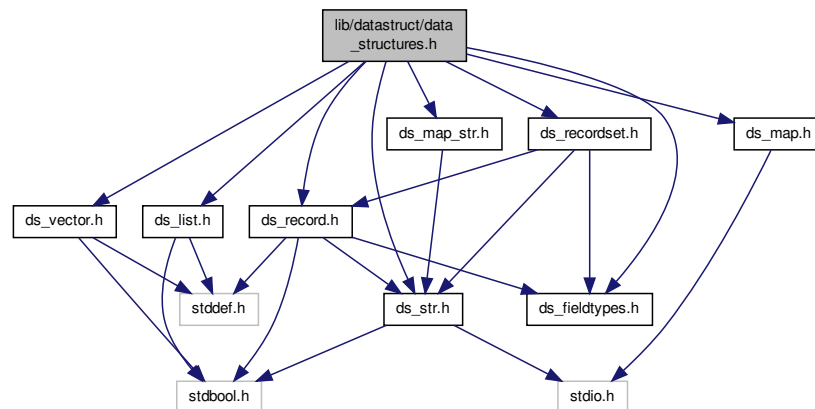 lib/datastruct/data
_structures.h
ds_map_str.h
ds_recordset.h
ds_map.h
ds_vector.h
ds_list.h
ds_record.h
stddef.h
ds_str.h
ds_fieldtypes.h
stdbool.h
stdio.h